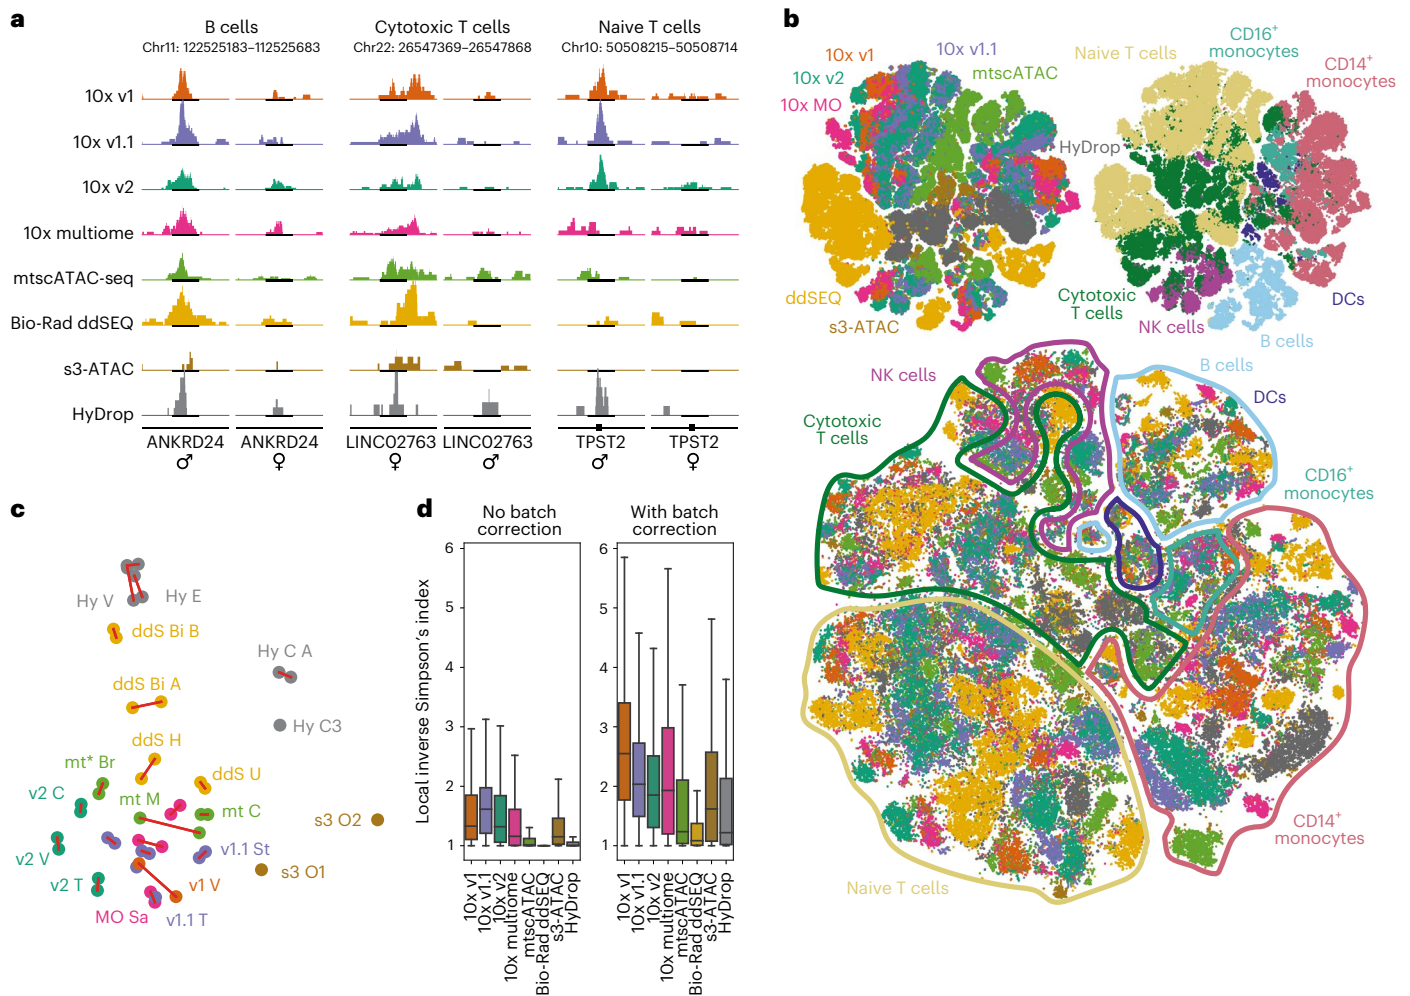 a
B cells
Cytotoxic T cells
Naive T cells
Chr11: 122525183–112525683
Chr22: 26547369–26547868
Chr10: 50508215–50508714
10x v1
10x v1.1
10x v2
10x multiome
mtscATAC-seq
Bio-Rad ddSEQ
s3-ATAC
HyDrop
ANKRD24
ANKRD24
LINC02763
LINC02763
TPST2
TPST2
♂
♀
♀
♂
♂
♀
b
10x v1
10x v1.1
10x v2
mtscATAC
10x MO
HyDrop
ddSEQ
s3-ATAC
Naive T cells
CD16+
monocytes
CD14+
monocytes
Cytotoxic
T cells
NK cells
DCs
B cells
NK cells
B cells
DCs
Cytotoxic
T cells
CD16+
monocytes
CD14+
monocytes
Naive T cells
c
Hy V
Hy E
ddS Bi B
Hy C A
ddS Bi A
Hy C3
ddS H
mt* Br
ddS U
v2 C
mt M
mt C
s3 O2
v2 V
v1.1 St
s3 O1
v2 T
v1 V
MO Sa
v1.1 T
d
No batch
correction
With batch
correction
Local inverse Simpson's index
6
5
4
3
2
1
6
5
4
3
2
1
10x v1
10x v1.1
10x v2
10x multiome
mtscATAC
Bio-Rad ddSEQ
s3-ATAC
HyDrop
10x v1
10x v1.1
10x v2
10x multiome
mtscATAC
Bio-Rad ddSEQ
s3-ATAC
HyDrop